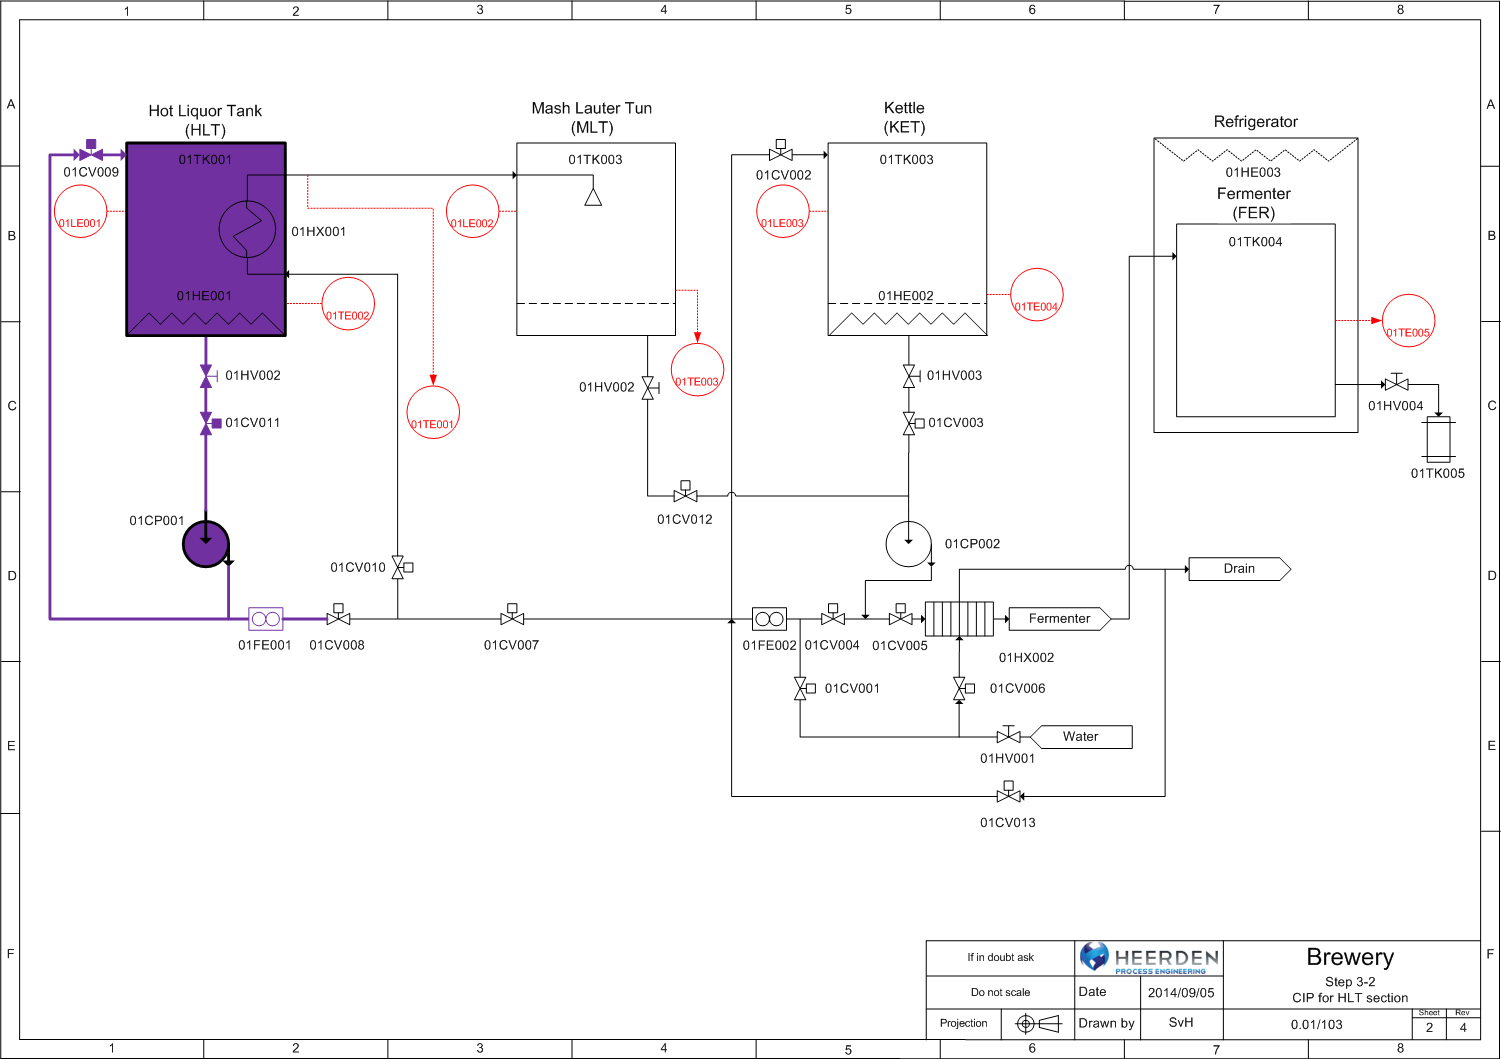 1 2 3 4 5 6 7 8
A A
Hot Liquor Tank
(HLT)
Mash Lauter Tun
(MLT)
Kettle
(KET)
Refrigerator
01TK001
01TK003
01TK003
01CV009
01CV002
01HE003
Fermenter
(FER)
01LE001
01LE002
01LE003
B B
01HX001
01TK004
01HE001
01HE002
01TE002
01TE004
01TE005
01HV002
01HV002
01TE003
01HV003
C C
01HV004
01CV011
01TE001
01CV003
01TK005
01CP001
01CV012
01CP002
01CV010
Drain
D D
Fermenter
01FE001
01CV008
01CV007
01FE002
01CV004
01CV005
01HX002
01CV001
01CV006
Water
E E
01HV001
01CV013
F F
If in doubt ask
HEERDEN
PROCESS ENGINEERING
Brewery
Step 3-2
CIP for HLT section
Do not scale
Date
2014/09/05
Projection
Drawn by
SvH
0.01/103
Sheet
2
Rev
4
1 2 3 4 5 6 7 8